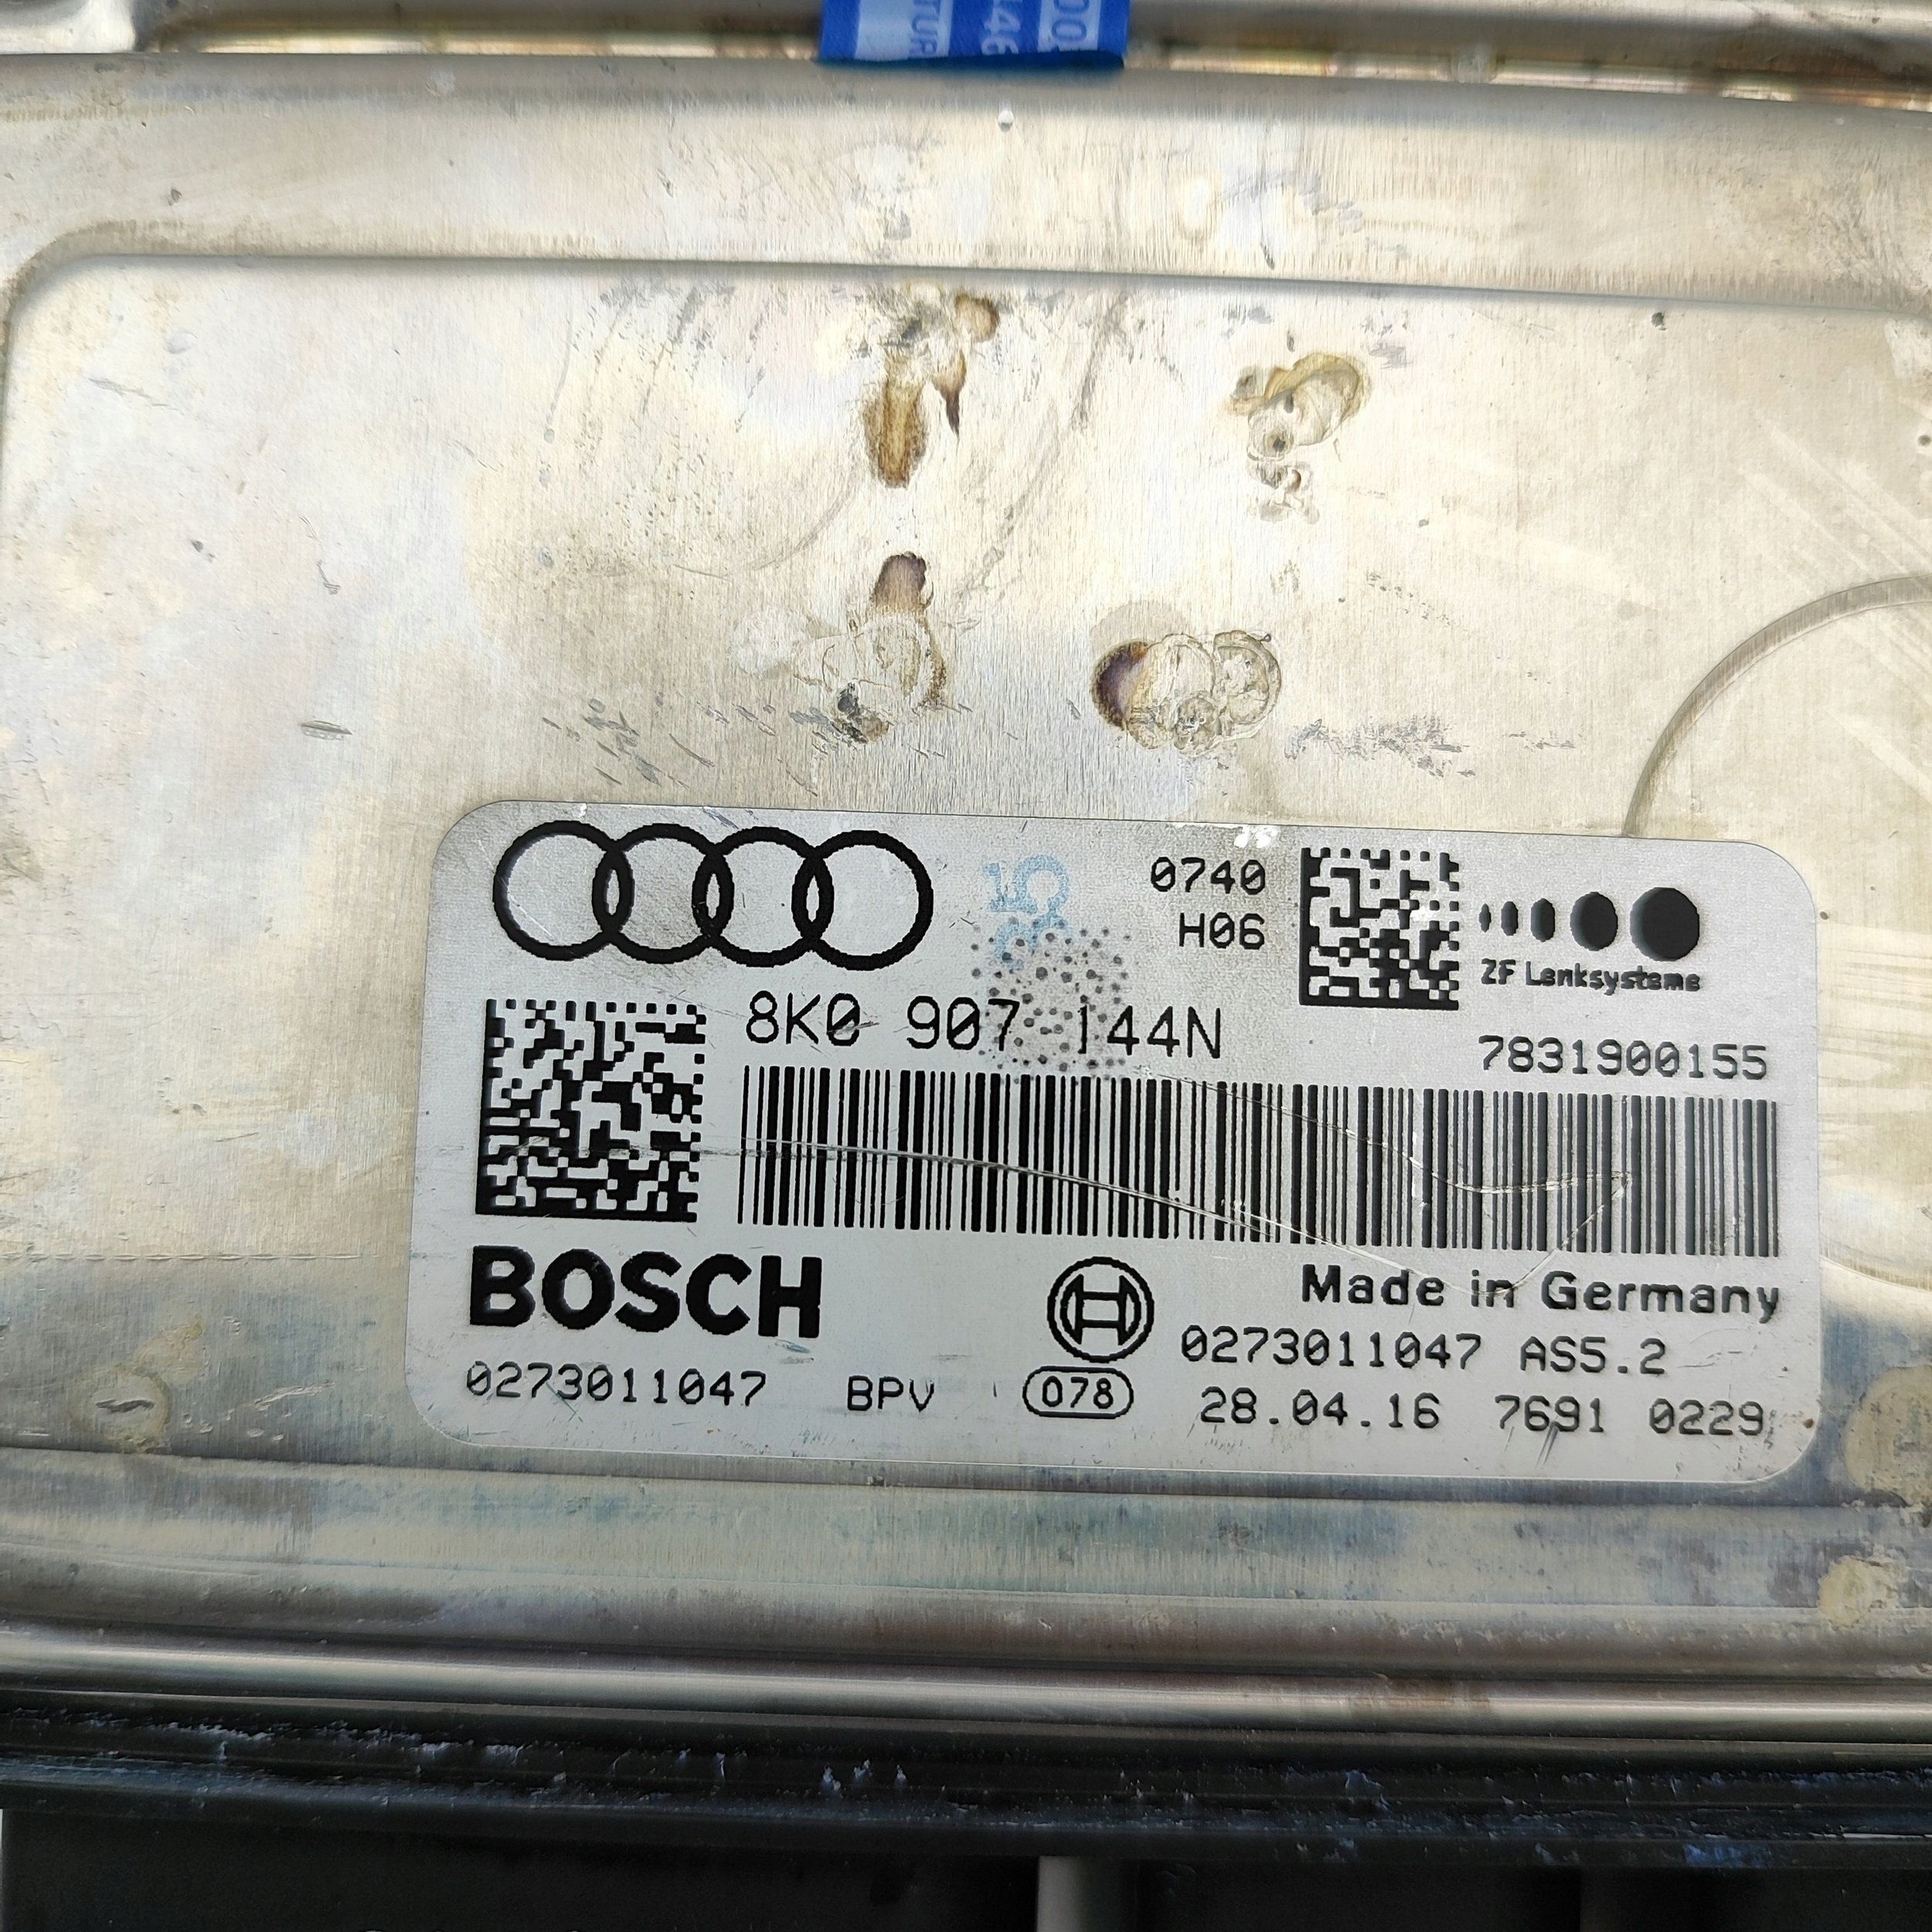 0740
H06
ZF Lenksysteme
8K0 907 144N
7831900155
BOSCH
Made in Germany
0273011047 AS5.2
0273011047 BPV 078 28.04.16 7691 0229